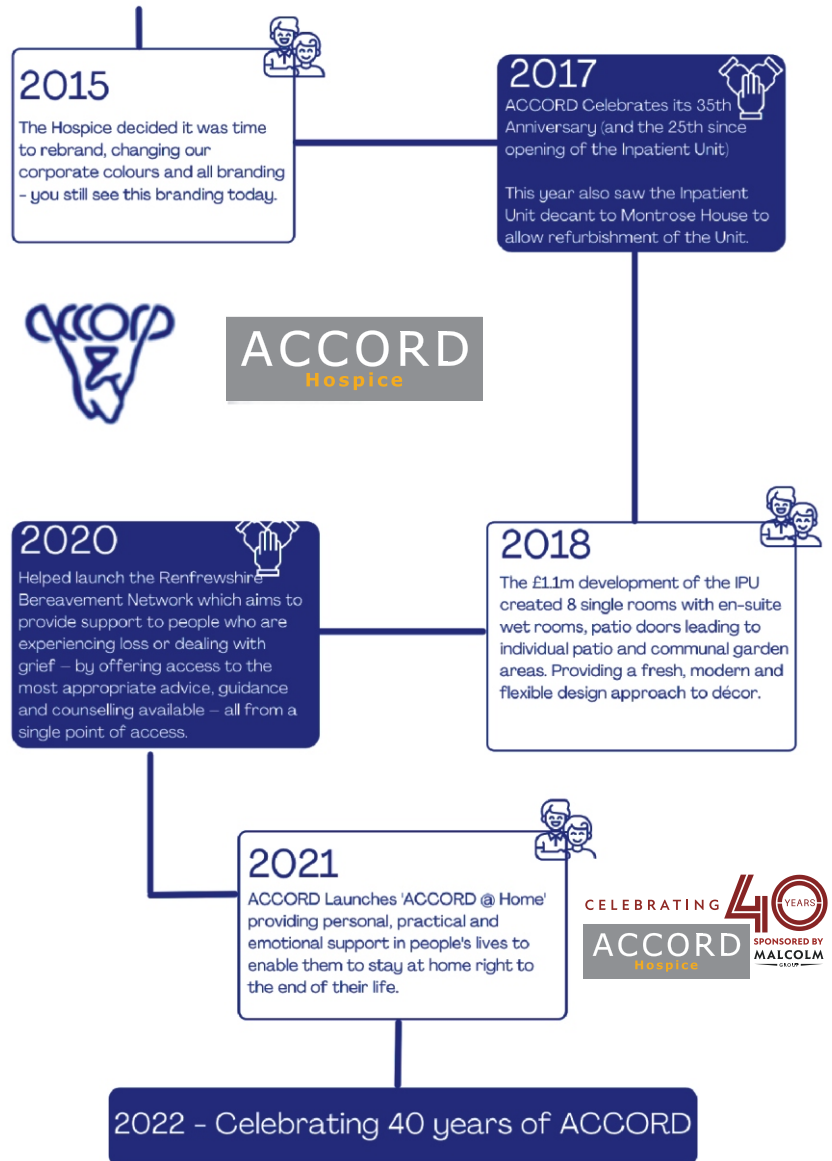 2015
The Hospice decided it was time
to rebrand, changing our
corporate colours and all branding
- you still see this branding today.
2017
ACCORD Celebrates its 35th
Anniversary (and the 25th since
opening of the Inpatient Unit)
This year also saw the Inpatient
Unit decant to Montrose House to
allow refurbishment of the Unit.
ACCORD
ACCORD
Hospice
2018
The £1.1m development of the IPU
created 8 single rooms with en-suite
wet rooms, patio doors leading to
individual patio and communal garden
areas. Providing a fresh, modern and
flexible design approach to décor.
2020
Helped launch the Renfrewshire
Bereavement Network which aims to
provide support to people who are
experiencing loss or dealing with
grief – by offering access to the
most appropriate advice, guidance
and counselling available – all from a
single point of access.
2021
ACCORD Launches 'ACCORD @ Home'
providing personal, practical and
emotional support in people's lives to
enable them to stay at home right to
the end of their life.
CELEBRATING 40 YEARS
ACCORD
Hospice
SPONSORED BY
MALCOLM
GROUP
2022 - Celebrating 40 years of ACCORD